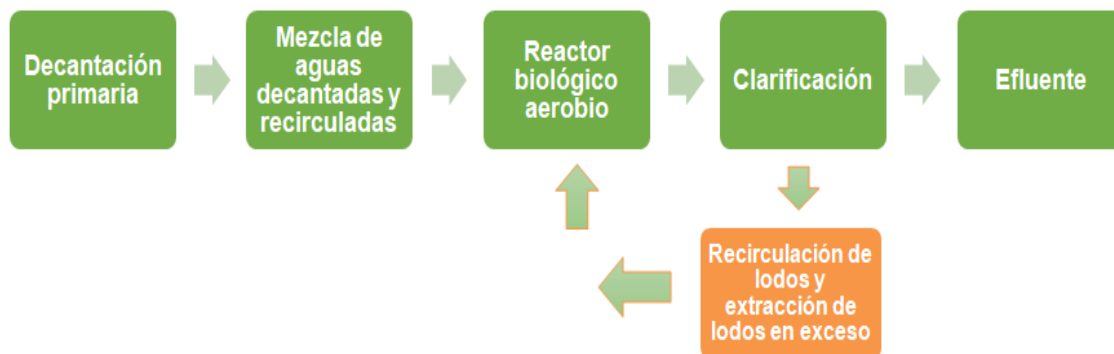 Decantación
primaria
Mezcla de
aguas
decantadas y
recirculadas
Reactor
biológico
aerobio
Clarificación
Efluente
Recirculación de
lodos y
extracción de
lodos en exceso